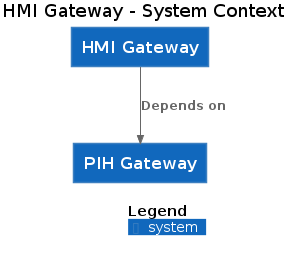 HMI Gateway - System Context
HMI Gateway
Depends on
PIH Gateway
Legend
system